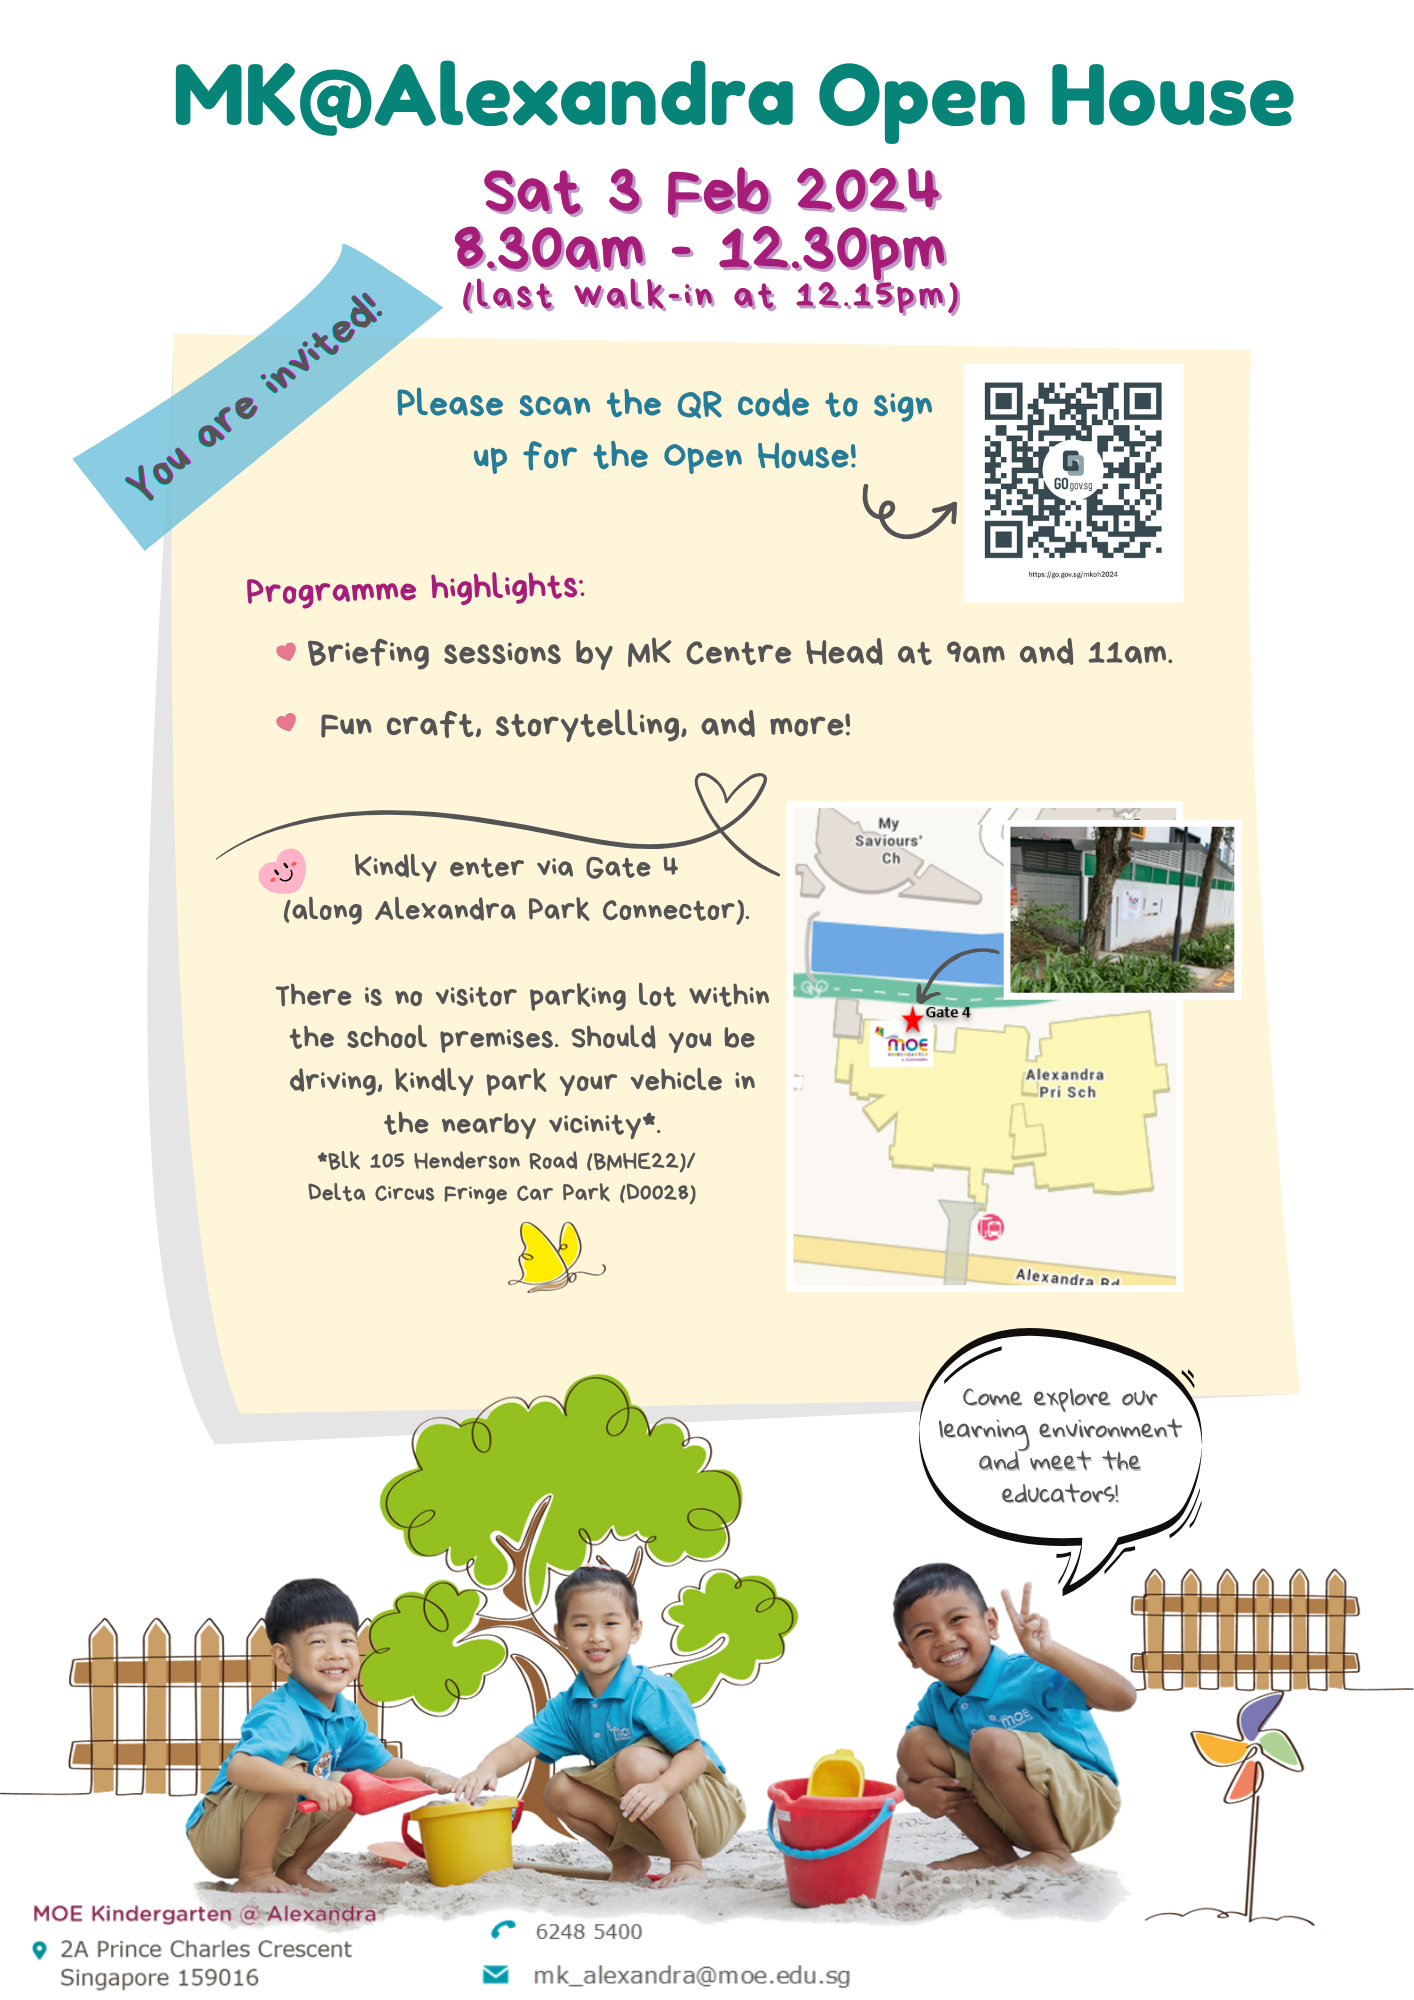 MK@Alexandra Open House
Sat 3 Feb 2024
8.30am - 12.30pm
(last walk-in at 12.15pm)
You are invited!
Please scan the QR code to sign
up for the Open House!
GOgov.sg
https://go.gov.sg/mkoh2024
Programme highlights:
Briefing sessions by MK Centre Head at 9am and 11am.
Fun craft, storytelling, and more!
Kindly enter via Gate 4
(along Alexandra Park Connector).
There is no visitor parking lot within
the school premises. Should you be
driving, kindly park your vehicle in
the nearby vicinity*.
*Blk 105 Henderson Road (BMHE22)/
Delta Circus Fringe Car Park (D0028)
My
Saviours'
Ch
Gate 4
MOE
Alexandra
Pri Sch
Alexandra Rd
Come explore our
learning environment
and meet the
educators!
moe
moe
MOE Kindergarten @ Alexandra
2A Prince Charles Crescent
Singapore 159016
6248 5400
mk_alexandra@moe.edu.sg